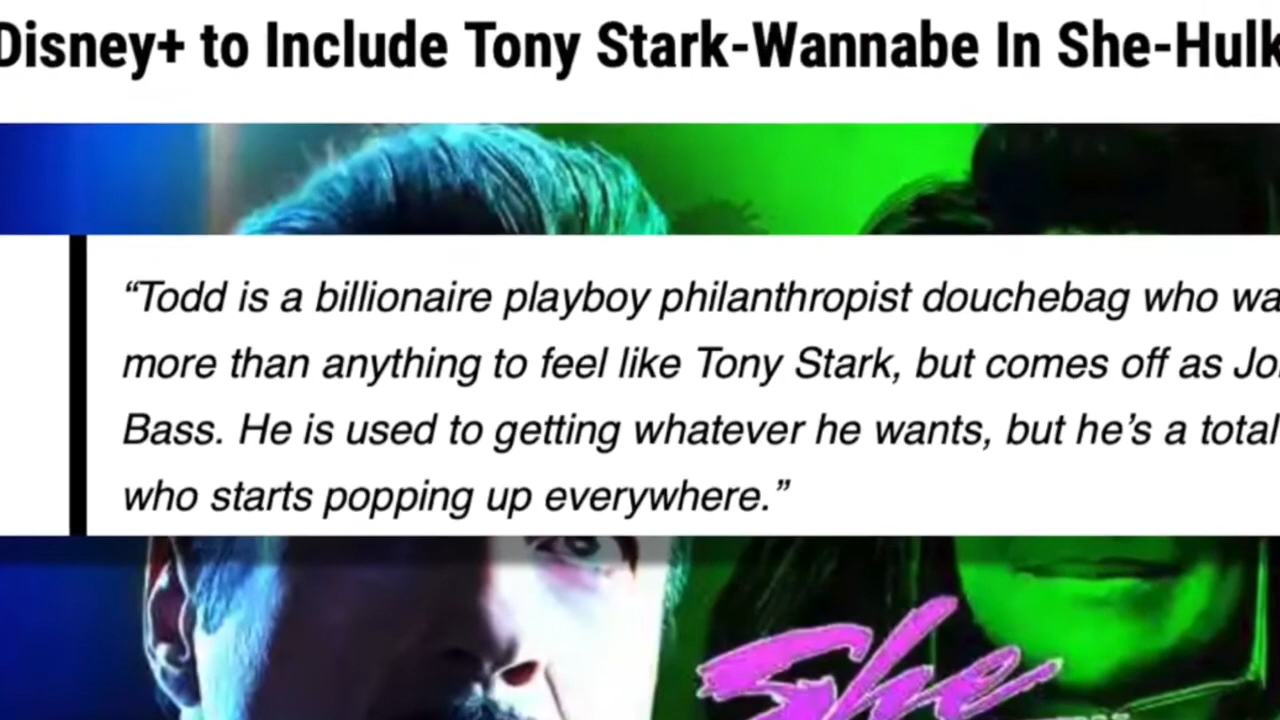 Disney+ to Include Tony Stark-Wannabe In She-Hulk
“Todd is a billionaire playboy philanthropist douchebag who
more than anything to feel like Tony Stark, but comes off as
Bass. He is used to getting whatever he wants, but he’s a total
who starts popping up everywhere.”
She